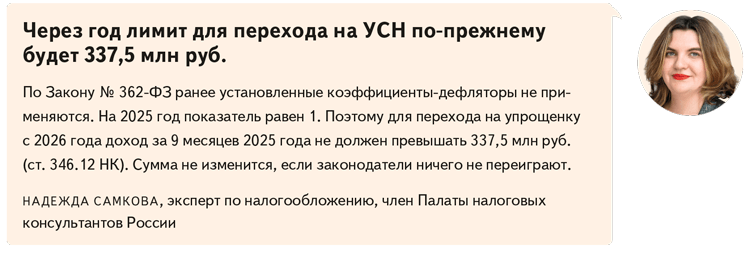 Через год лимит для перехода на УСН по-прежнему
будет 337,5 млн руб.
По Закону № 362-ФЗ ранее установленные коэффициенты-дефляторы не при-
меняются. На 2025 год показатель равен 1. Поэтому для перехода на упрощенку
с 2026 года доход за 9 месяцев 2025 года не должен превышать 337,5 млн руб.
(ст. 346.12 НК). Сумма не изменится, если законодатели ничего не переиграют.
НАДЕЖДА САМКОВА, эксперт по налогообложению, член Палаты налоговых
консультантов России